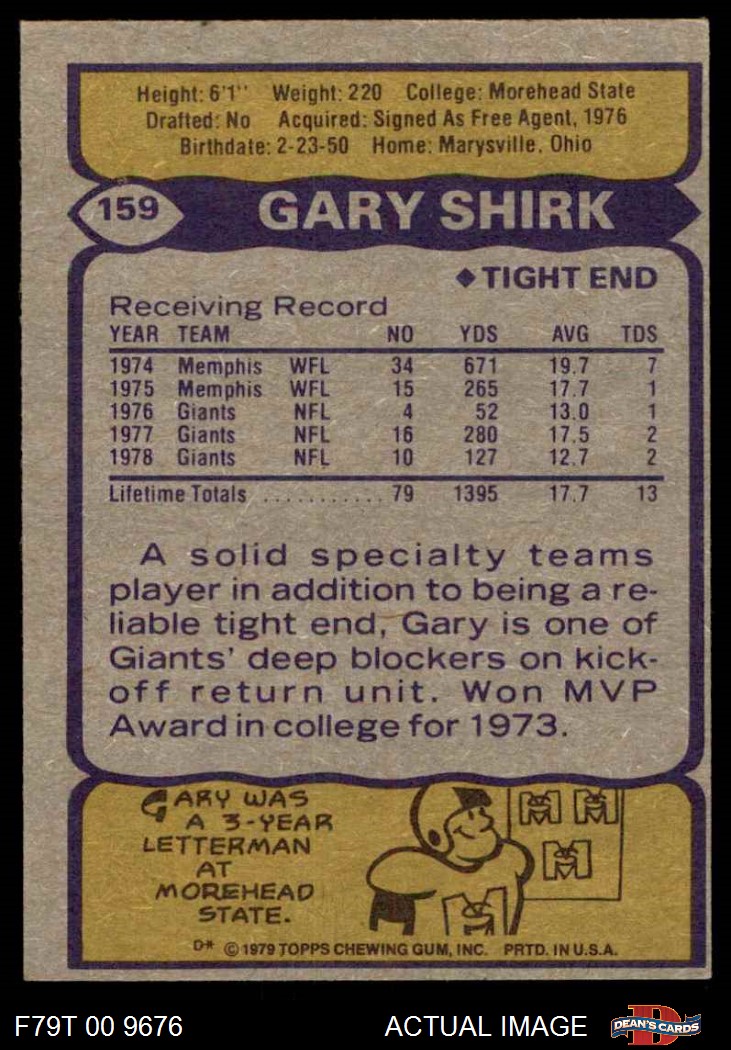 Height: 6'1'' Weight: 220 College: Morehead State
Drafted: No Acquired: Signed As Free Agent, 1976
Birthdate: 2-23-50 Home: Marysville, Ohio
159 GARY SHIRK
◆ TIGHT END
Receiving Record
YEAR TEAM NO YDS AVG TDS
1974 Memphis WFL 34 671 19.7 7
1975 Memphis WFL 15 265 17.7 1
1976 Giants NFL 4 52 13.0 1
1977 Giants NFL 16 280 17.5 2
1978 Giants NFL 10 127 12.7 2
Lifetime Totals ........... 79 1395 17.7 13
A solid specialty teams
player in addition to being a re-
liable tight end, Gary is one of
Giants' deep blockers on kick-
off return unit. Won MVP
Award in college for 1973.
GARY WAS
A 3-YEAR
LETTERMAN
AT
MOREHEAD
STATE.
M M
M
M
D* © 1979 TOPPS CHEWING GUM, INC. PRTD. IN U.S.A.
F79T 00 9676 ACTUAL IMAGE D DEAN'S CARDS